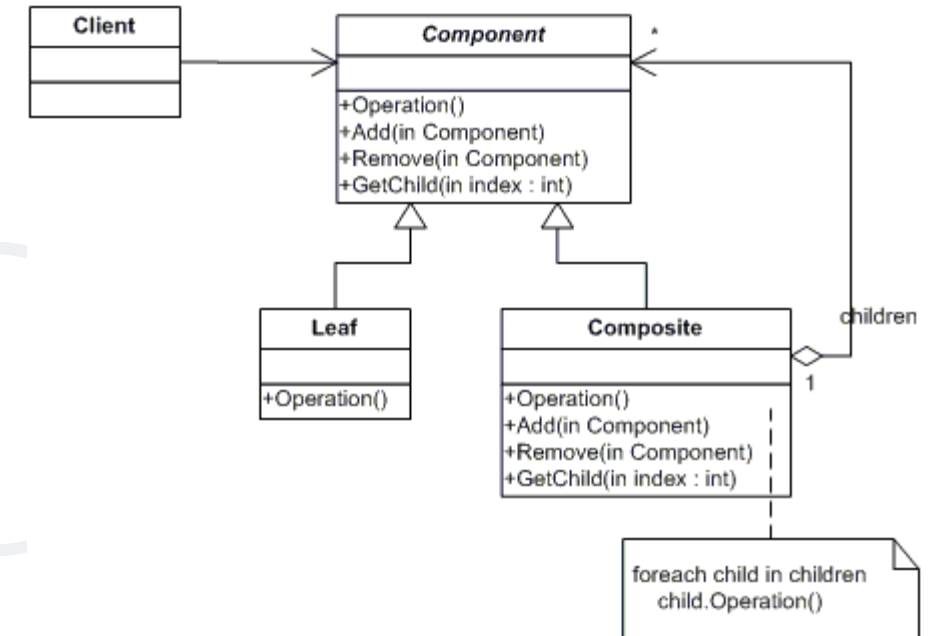 Client
Component
*
+Operation()
+Add(in Component)
+Remove(in Component)
+GetChild(in index : int)
children
Leaf
+Operation()
Composite
1
+Operation()
+Add(in Component)
+Remove(in Component)
+GetChild(in index : int)
foreach child in children
child.Operation()